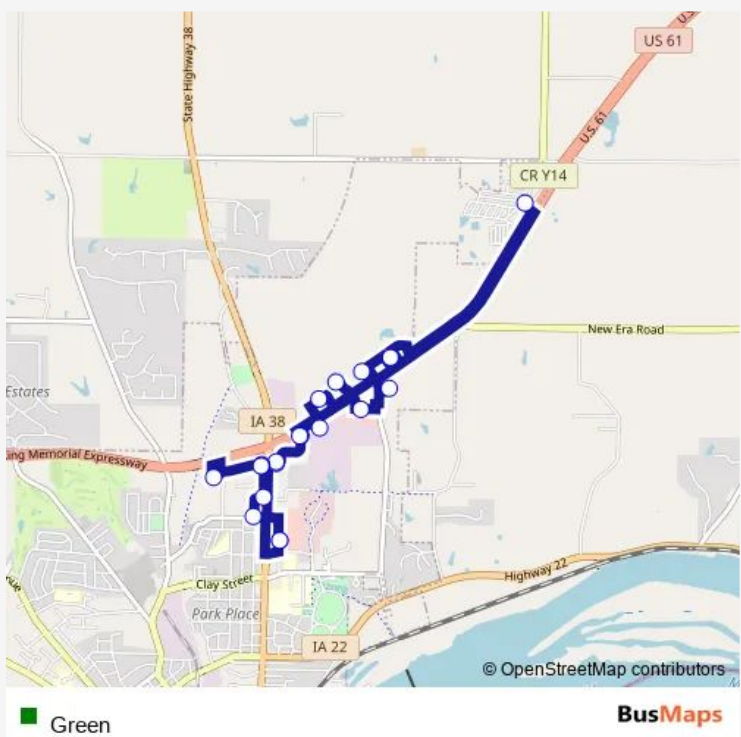 US 61
U.S.
State Highway 38
U.S. 61
CR Y14
New Era Road
Estates
IA 38
ing Memorial Expressway
Highway 22
Clay Street
Park Place
IA 22
© OpenStreetMap contributors
Green
BusMaps